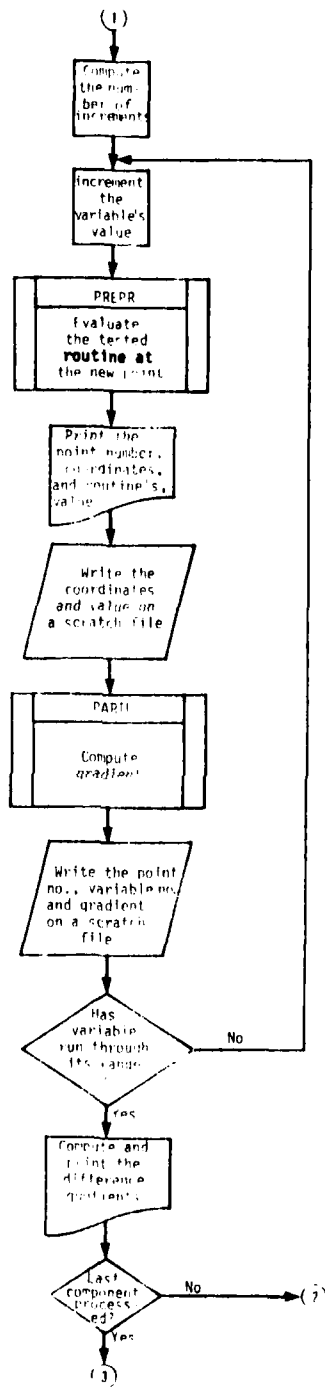 (1)
Compute
the num-
ber of
increments
increment
the
variable's
value
PREPR
Evaluate
the tested
routine at
the new point
Print the
point number,
coordinates,
and routine's,
value
Write the
coordinates
and value on
a scratch file
Compute
gradient
Write the point
no., variable no
and gradient
on a scratch
file
Has
variable
run through
its range
No
Yes
Compute and
print the
difference
quotients
Last
component
process-
ed?
No
Yes
(3)